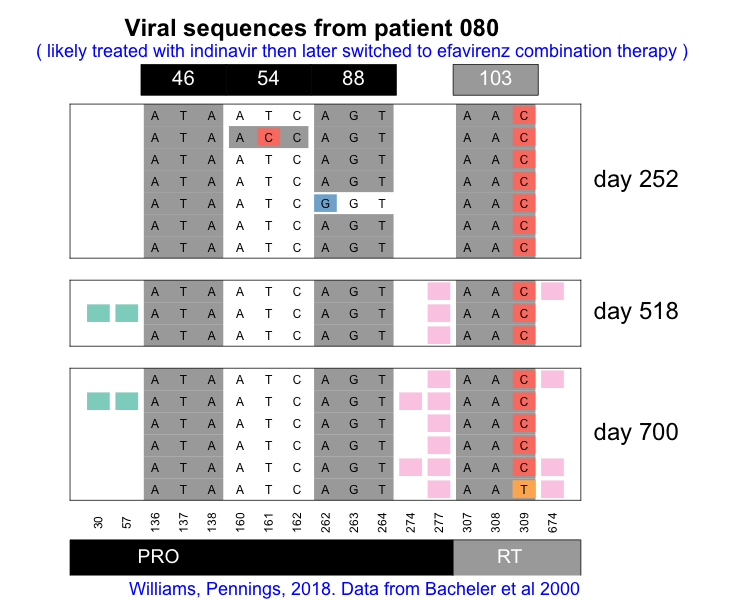 Viral sequences from patient 080
( likely treated with indinavir then later switched to efavirenz combination therapy )
46 54 88 103
A T A A T C A G T A A C
A T A A C C A G T A A C
A T A A T C A G T A A C
A T A A T C A G T A A C
A T A A T C G G T A A C
A T A A T C A G T A A C
A T A A T C A G T A A C
day 252
A T A A T C A G T A A C
A T A A T C A G T A A C
A T A A T C A G T A A C
day 518
A T A A T C A G T A A C
A T A A T C A G T A A C
A T A A T C A G T A A C
A T A A T C A G T A A C
A T A A T C A G T A A C
A T A A T C A G T A A T
day 700
30 57 136 137 138 160 161 162 262 263 264 274 277 307 308 309 674
PRO RT
Williams, Pennings, 2018. Data from Bacheler et al 2000